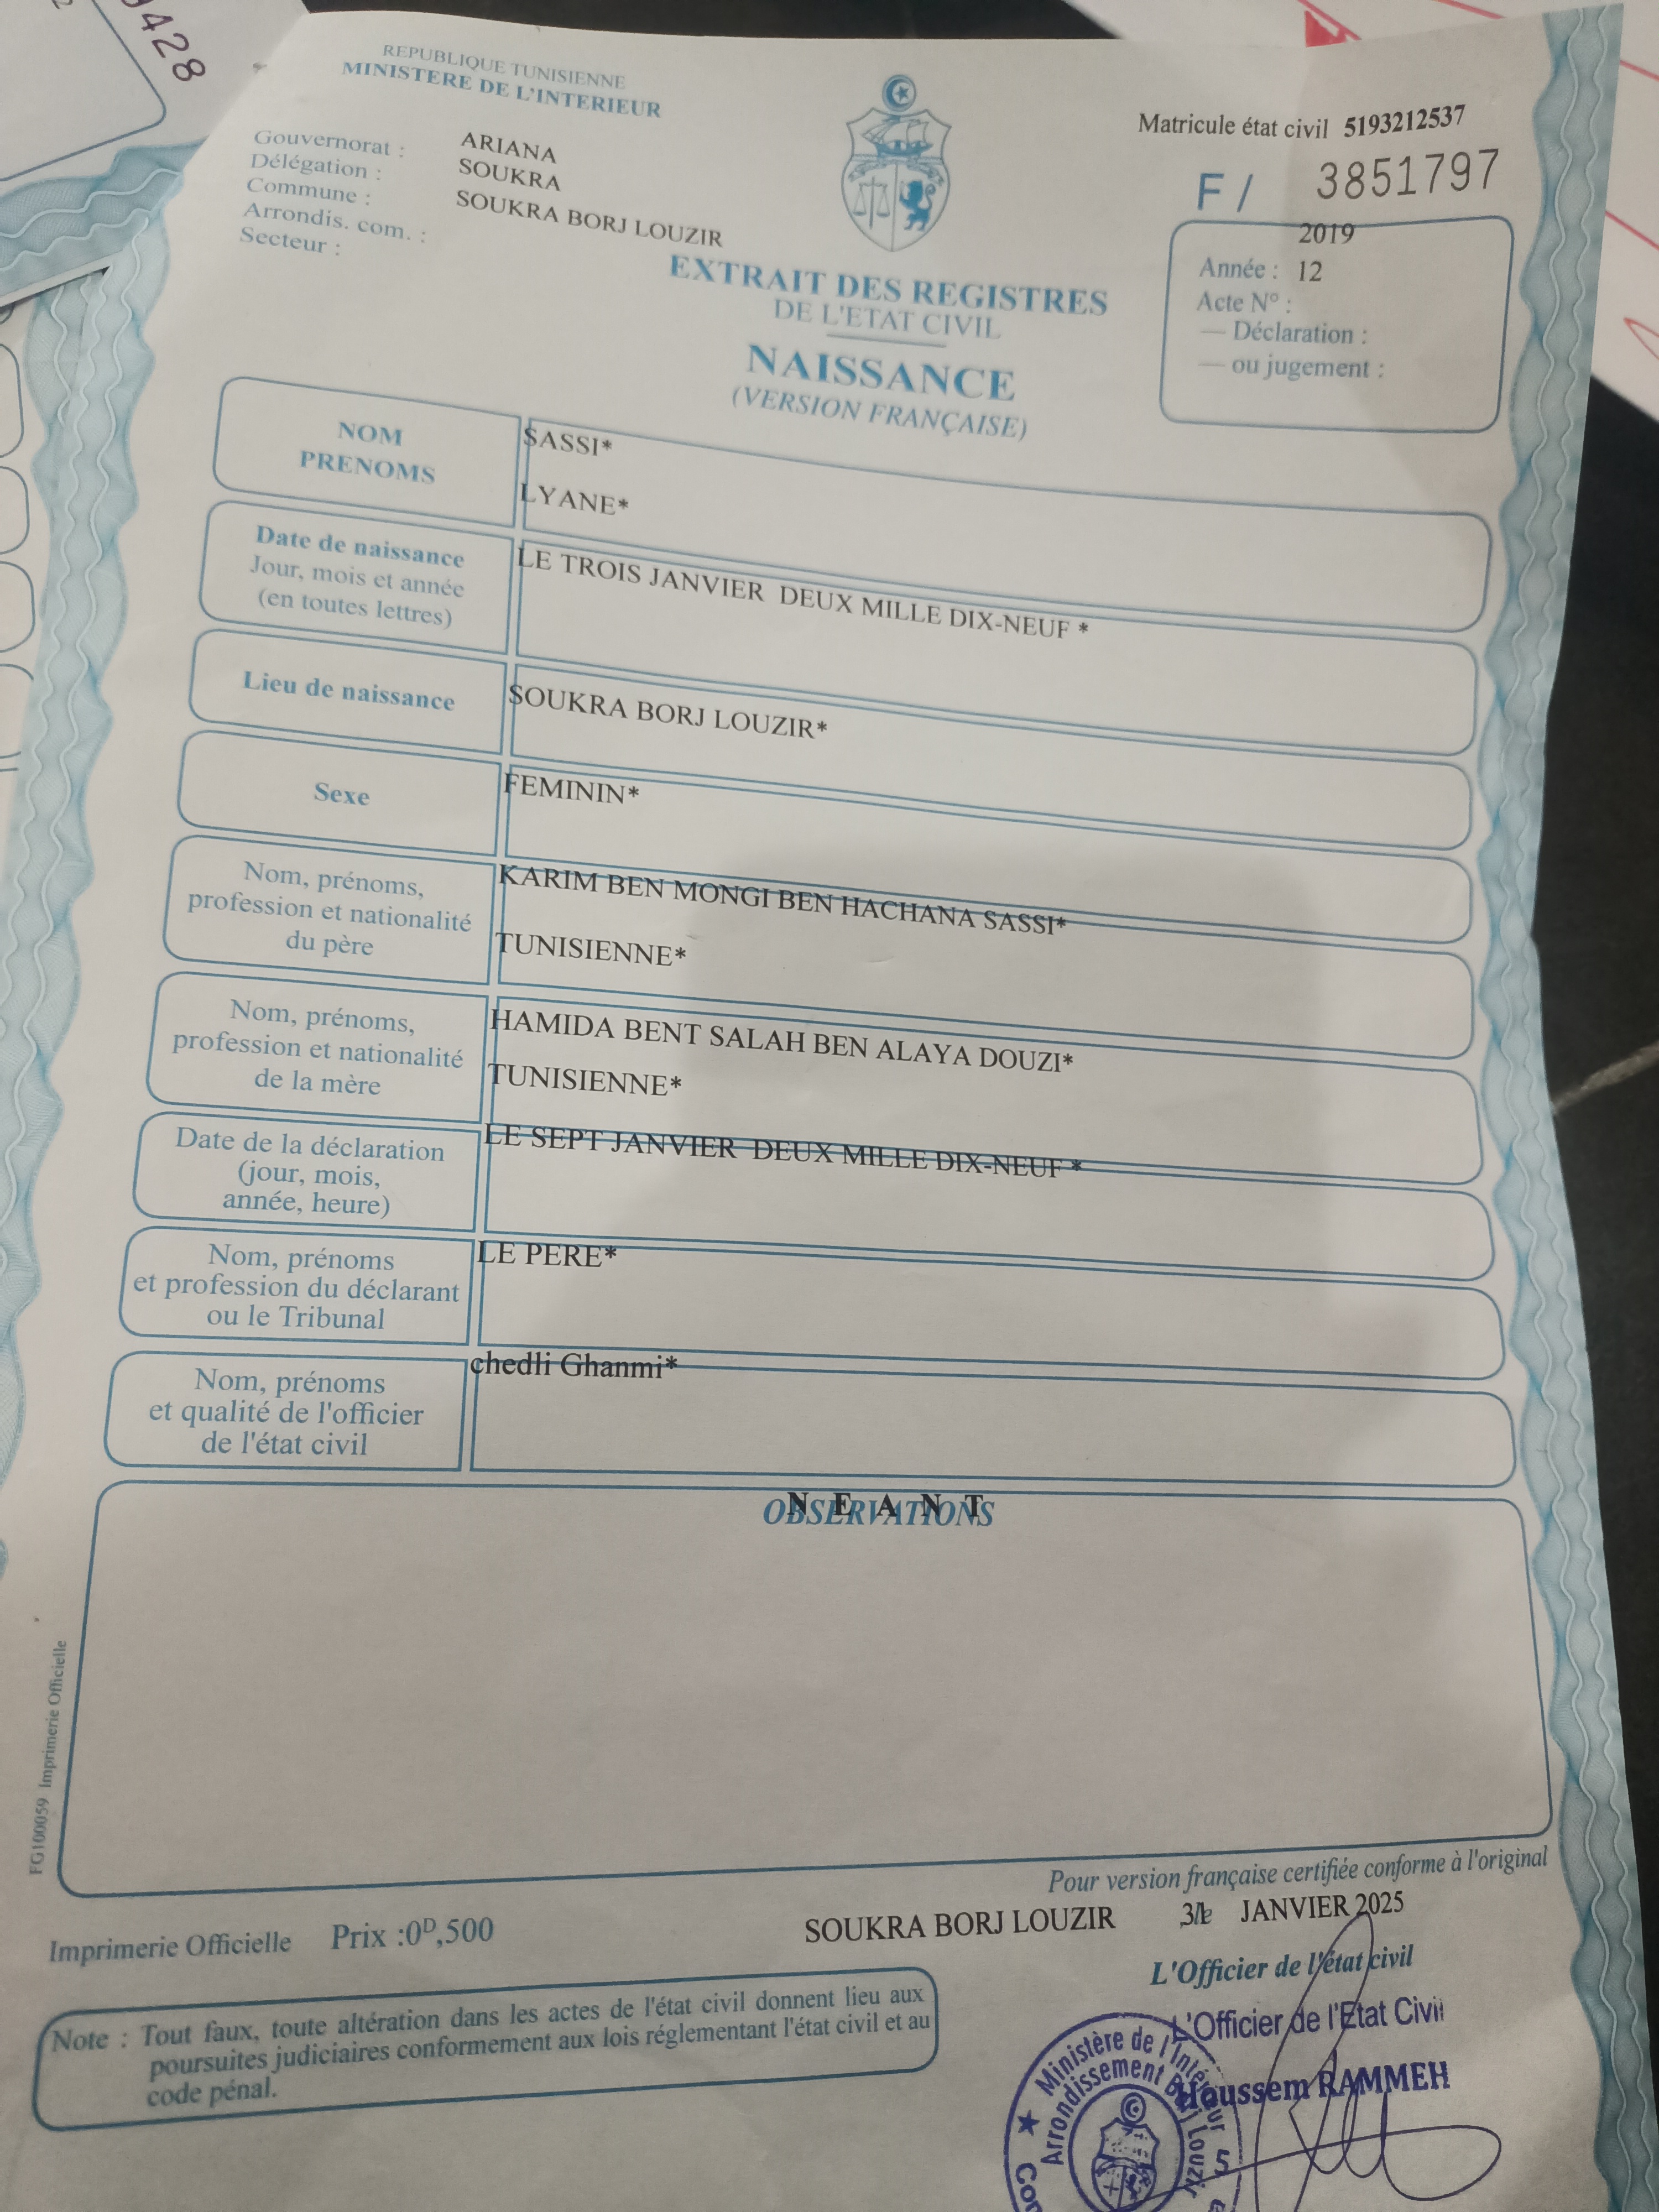 9428
REPUBLIQUE TUNISIENNE
MINISTERE DE L'INTERIEUR
Gouvernorat : ARIANA
Délégation : SOUKRA
Commune : SOUKRA BORJ LOUZIR
Arrondis. com. :
Secteur :
Matricule état civil 5193212537
F / 3851797
2019
Année : 12
Acte N° :
— Déclaration :
— ou jugement :
EXTRAIT DES REGISTRES
DE L'ETAT CIVIL
NAISSANCE
(VERSION FRANÇAISE)
NOM SASSI*
PRENOMS LYANE*
Date de naissance
Jour, mois et année
(en toutes lettres)
LE TROIS JANVIER DEUX MILLE DIX-NEUF *
Lieu de naissance SOUKRA BORJ LOUZIR*
Sexe FEMININ*
Nom, prénoms,
profession et nationalité
du père
KARIM BEN MONGI BEN HACHANA SASSI*
TUNISIENNE*
Nom, prénoms,
profession et nationalité
de la mère
HAMIDA BENT SALAH BEN ALAYA DOUZI*
TUNISIENNE*
Date de la déclaration
(jour, mois,
année, heure)
LE SEPT JANVIER DEUX MILLE DIX-NEUF *
Nom, prénoms
et profession du déclarant
ou le Tribunal
LE PERE*
Nom, prénoms
et qualité de l'officier
de l'état civil
chedli Ghanmi*
OBSERVATIONS
N E A N T
FG100059 Imprimerie Officielle
Pour version française certifiée conforme à l'original
SOUKRA BORJ LOUZIR JANVIER 2025
Imprimerie Officielle Prix :0D,500
L'Officier de l'état civil
L'Officier de l'Etat Civil
Houssem RAMMEH
Note : Tout faux, toute altération dans les actes de l'état civil donnent lieu aux
poursuites judiciaires conformement aux lois réglementant l'état civil et au
code pénal.
Ministère de l'Intérieur
Arrondissement Borj Louzir
5